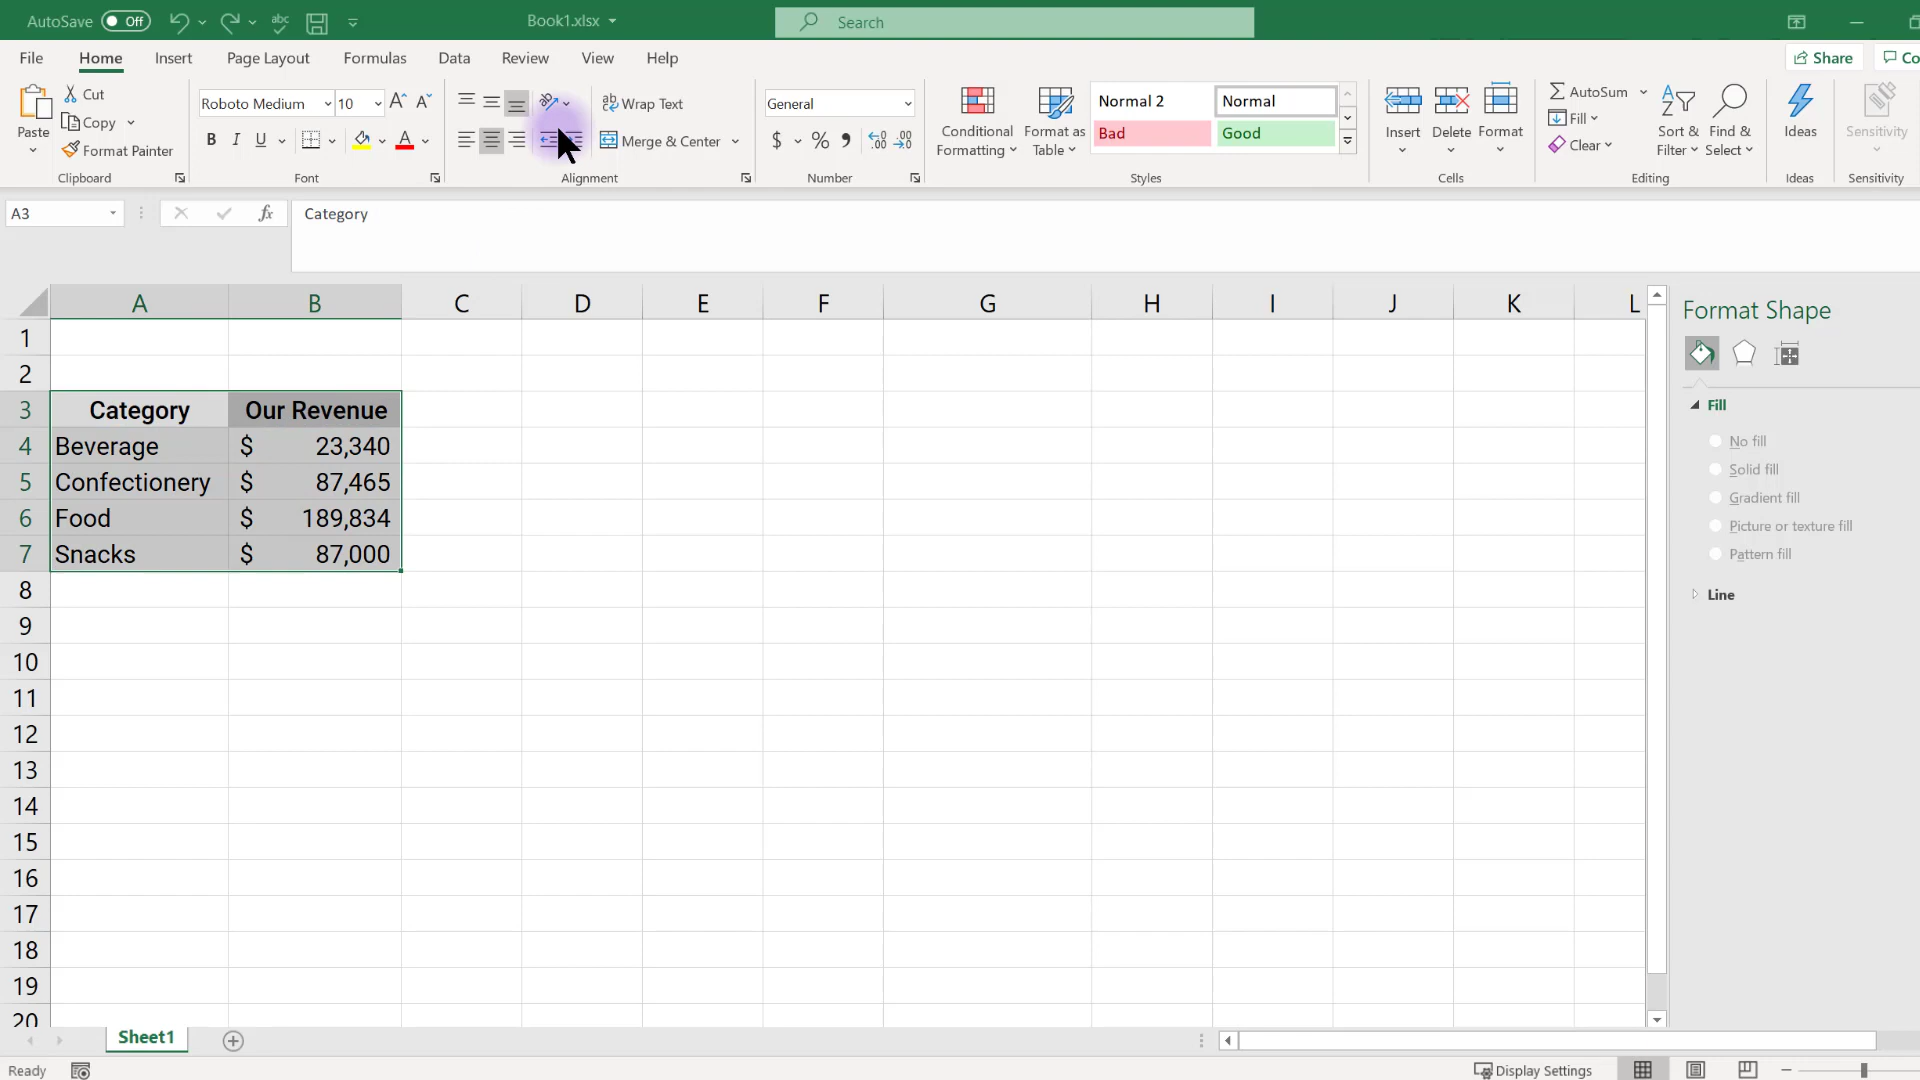 AutoSave Off abc Book1.xlsx Search
File Home Insert Page Layout Formulas Data Review View Help Share Co
Paste Cut Roboto Medium 10 A A ab ab Wrap Text General Conditional Formatting Format as Table Normal 2 Normal Insert Delete Format AutoSum Sort & Filter Find & Select Ideas Sensitivity
Copy B I U A Merge & Center $ % Bad Good Fill
Format Painter Clear
Clipboard Font Alignment Number Styles Cells Editing Ideas Sensitivity
A3 fx Category
A B C D E F G H I J K L
1
2
3 Category Our Revenue
4 Beverage $ 23,340
5 Confectionery $ 87,465
6 Food $ 189,834
7 Snacks $ 87,000
8
9
10
11
12
13
14
15
16
17
18
19
20
Format Shape
Fill
No fill
Solid fill
Gradient fill
Picture or texture fill
Pattern fill
Line
Sheet1
Ready Display Settings